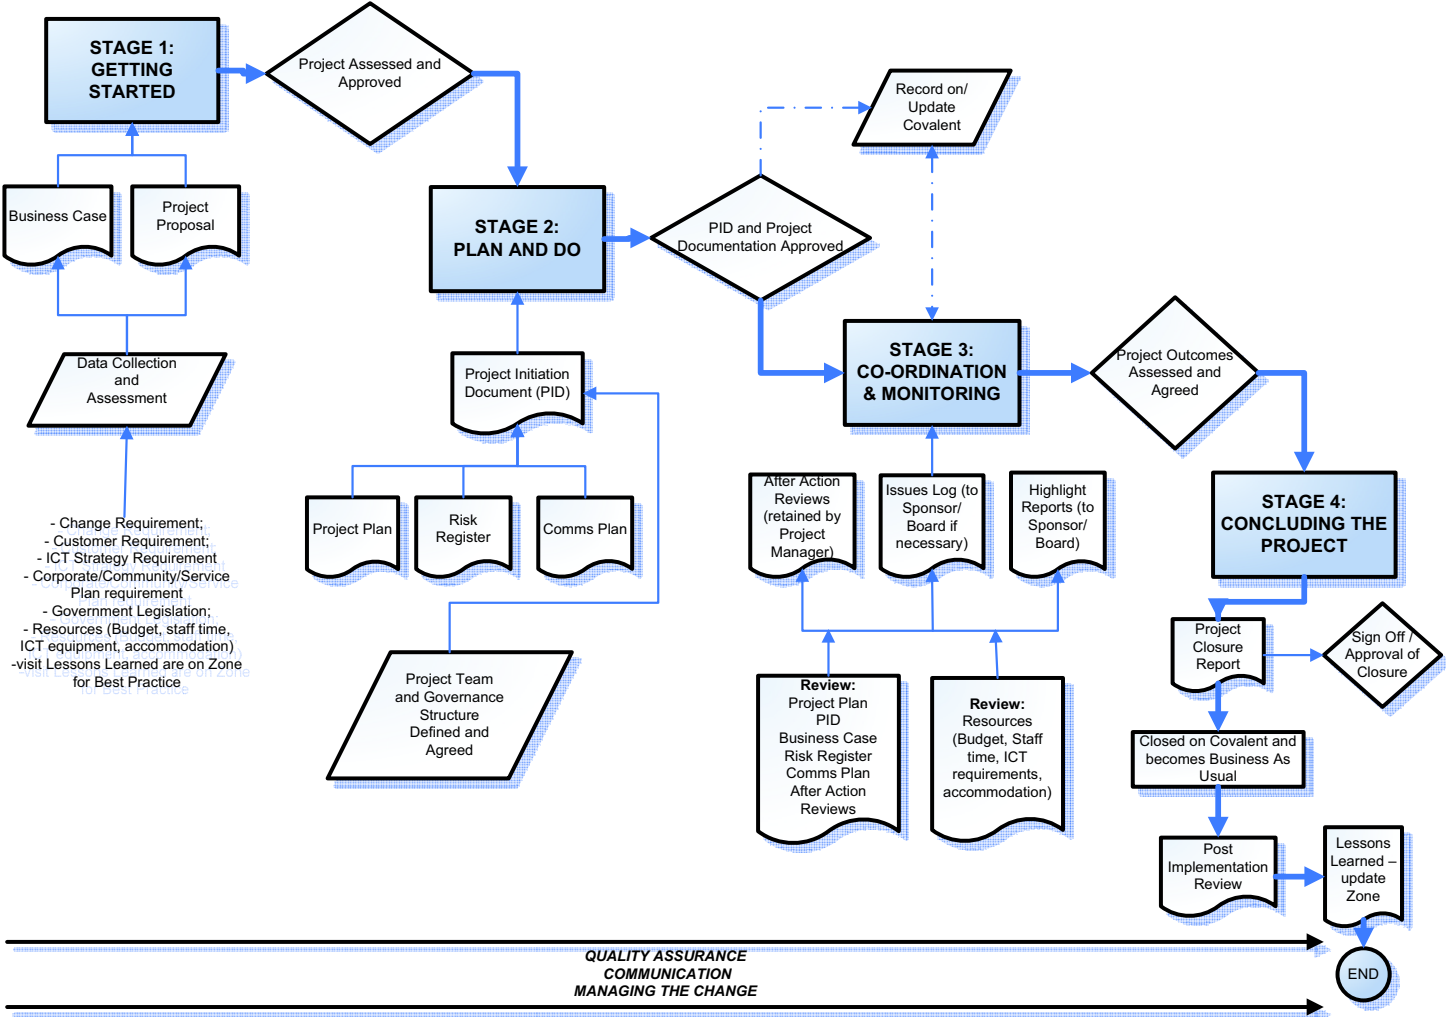 STAGE 1:
GETTING
STARTED
Project Assessed and
Approved
Business Case
Project
Proposal
Data Collection
and
Assessment
- Change Requirement;
- Customer Requirement;
- ICT Strategy Requirement
- Corporate/Community/Service
Plan requirement
- Government Legislation;
- Resources (Budget, staff time,
ICT equipment, accommodation)
-visit Lessons Learned are on Zone
for Best Practice
STAGE 2:
PLAN AND DO
PID and Project
Documentation Approved
Record on/
Update
Covalent
Project Initiation
Document (PID)
Project Plan
Risk
Register
Comms Plan
Project Team
and Governance
Structure
Defined and
Agreed
STAGE 3:
CO-ORDINATION
& MONITORING
Project Outcomes
Assessed and
Agreed
After Action
Reviews
(retained by
Project
Manager)
Issues Log (to
Sponsor/
Board if
necessary)
Highlight
Reports (to
Sponsor/
Board)
Review:
Project Plan
PID
Business Case
Risk Register
Comms Plan
After Action
Reviews
Review:
Resources
(Budget, Staff
time, ICT
requirements,
accommodation)
STAGE 4:
CONCLUDING THE
PROJECT
Project
Closure
Report
Sign Off /
Approval of
Closure
Closed on Covalent and
becomes Business As
Usual
Post
Implementation
Review
Lessons
Learned –
update
Zone
END
QUALITY ASSURANCE
COMMUNICATION
MANAGING THE CHANGE